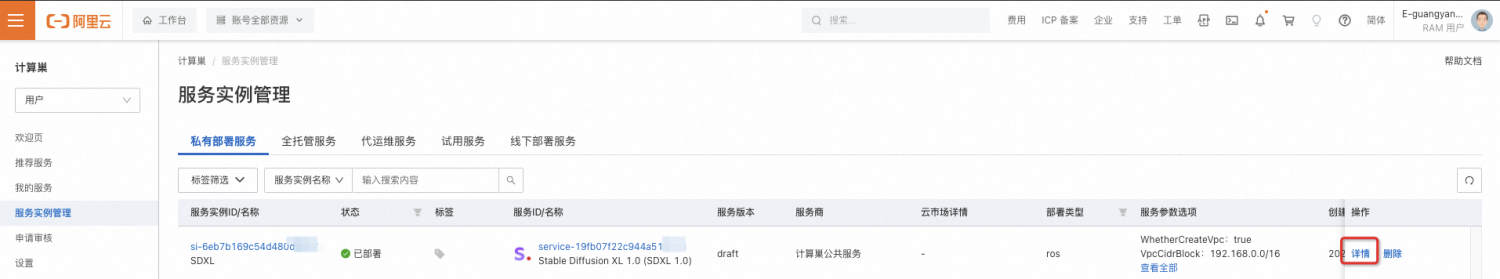 阿里云
工作台
账号全部资源
搜索...
费用
ICP 备案
企业
支持
工单
简体
E-guangyan...
RAM 用户
计算巢
用户
欢迎页
推荐服务
我的服务
服务实例管理
申请审核
设置
计算巢 / 服务实例管理
帮助文档
服务实例管理
私有部署服务 全托管服务 代运维服务 试用服务 线下部署服务
标签筛选 服务实例名称 输入搜索内容
服务实例ID/名称 状态 标签 服务ID/名称 服务版本 服务商 云市场详情 部署类型 服务参数选项 创建 操作
si-6eb7b169c54d480c
SDXL
已部署
service-19fb07f22c944a51
Stable Diffusion XL 1.0 (SDXL 1.0)
draft
计算巢公共服务
-
ros
WhetherCreateVpc: true
VpcCidrBlock: 192.168.0.0/16
查看全部
202
详情 删除